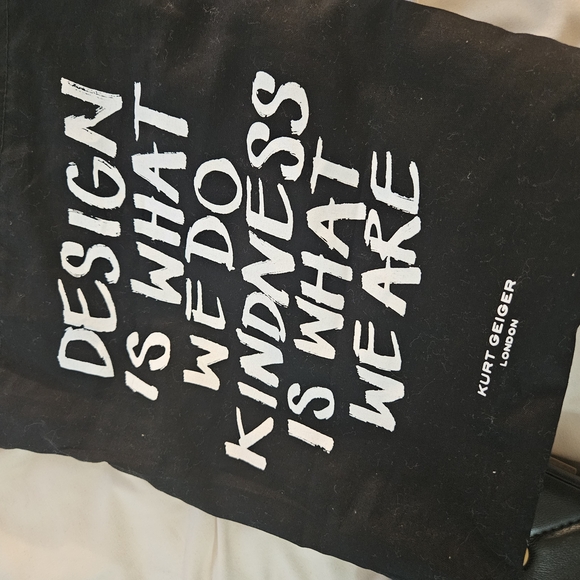 DESIGN
IS WHAT
WE DO
KINDNESS
IS WHAT
WE ARE
KURT GEIGER
LONDON